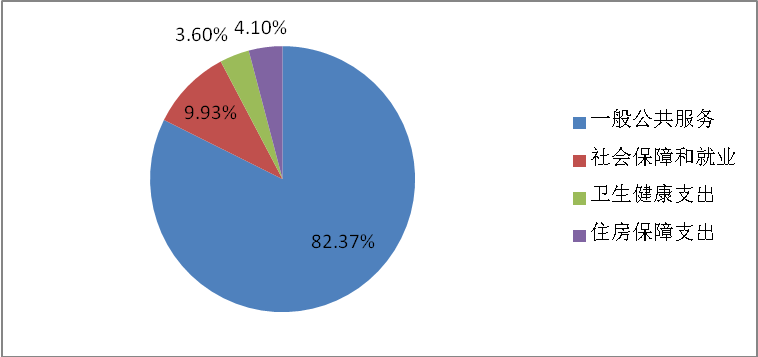 4.10%
3.60%
9.93%
82.37%
一般公共服务
社会保障和就业
卫生健康支出
住房保障支出